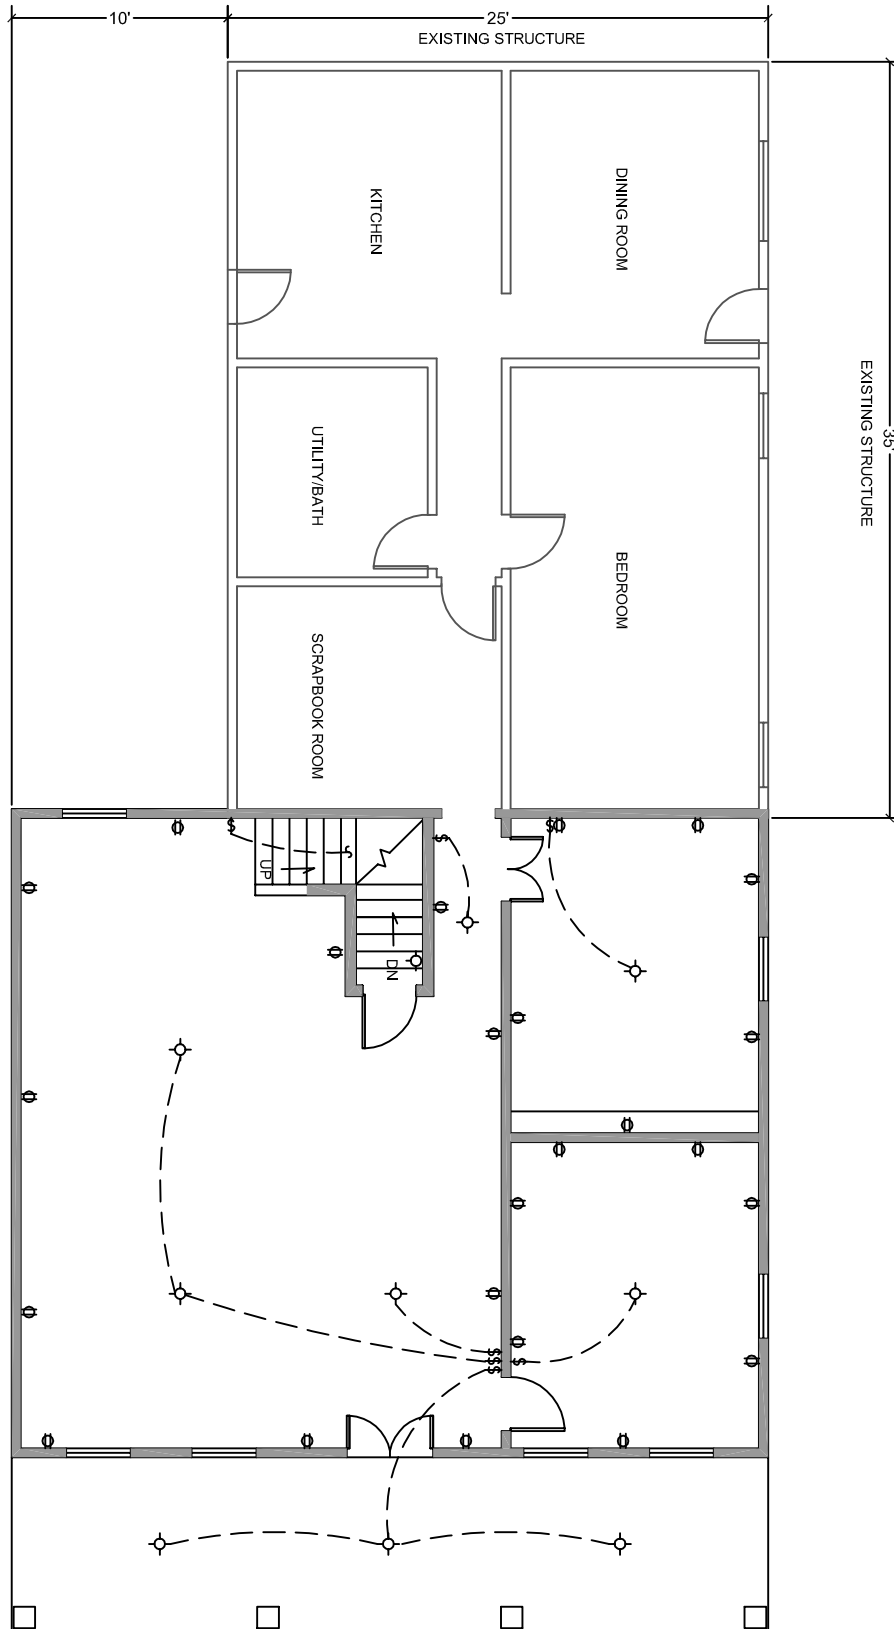 10'
25'
EXISTING STRUCTURE
DINING ROOM
KITCHEN
35'
EXISTING STRUCTURE
UTILITY/BATH
BEDROOM
SCRAPBOOK ROOM
$
$
$
UP
DN
$
$
$
$